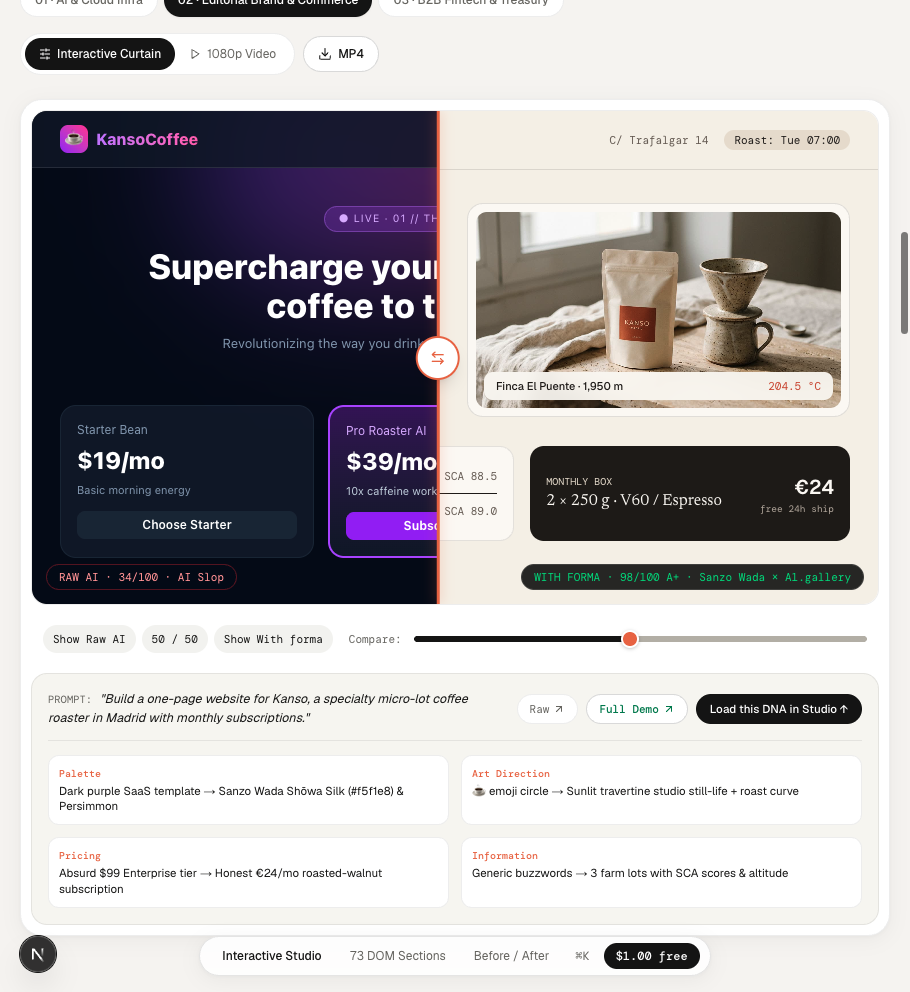 01 · AI & Cloud Infra
02 · Editorial Brand & Commerce
03 · B2B Fintech & Treasury
Interactive Curtain
1080p Video
MP4
KansoCoffee
C/ Trafalgar 14
Roast: Tue 07:00
LIVE · 01 // TH
Supercharge your
coffee to t
Revolutionizing the way you drink
KANSO
Finca El Puente · 1,950 m
204.5 °C
Starter Bean
$19/mo
Basic morning energy
Choose Starter
Pro Roaster AI
$39/mo
10x caffeine work
Subsc
SCA 88.5
SCA 89.0
MONTHLY BOX
2 × 250 g · V60 / Espresso
€24
free 24h ship
RAW AI · 34/100 · AI Slop
WITH FORMA · 98/100 A+ · Sanzo Wada × A1.gallery
Show Raw AI
50 / 50
Show With forma
Compare:
PROMPT: "Build a one-page website for Kanso, a specialty micro-lot coffee
roaster in Madrid with monthly subscriptions."
Raw ↗
Full Demo ↗
Load this DNA in Studio ↑
Palette
Dark purple SaaS template → Sanzo Wada Shōwa Silk (#f5f1e8) &
Persimmon
Art Direction
☕ emoji circle → Sunlit travertine studio still-life + roast curve
Pricing
Absurd $99 Enterprise tier → Honest €24/mo roasted-walnut
subscription
Information
Generic buzzwords → 3 farm lots with SCA scores & altitude
N
Interactive Studio
73 DOM Sections
Before / After
⌘K
$1.00 free